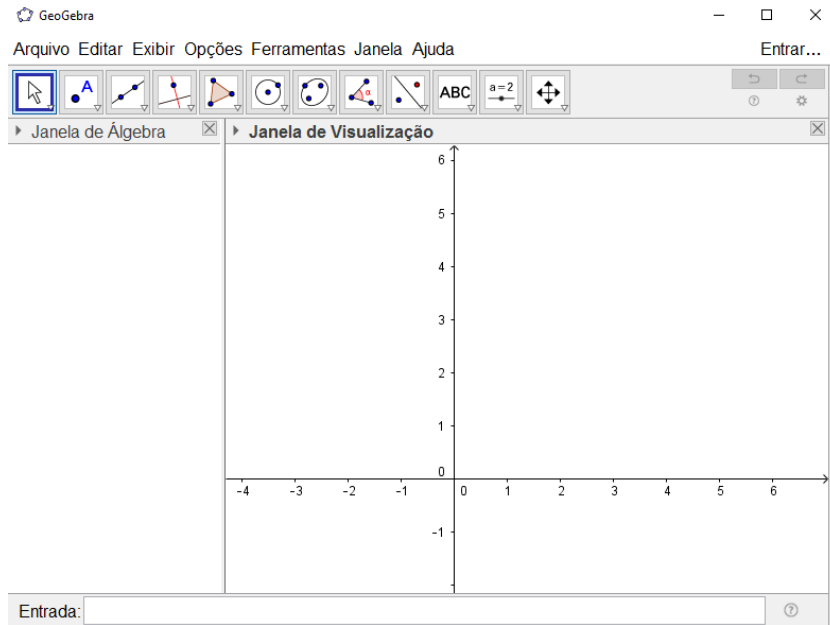 GeoGebra
Arquivo Editar Exibir Opções Ferramentas Janela Ajuda Entrar...
A α ABC a=2
Janela de Álgebra
Janela de Visualização
6
5
4
3
2
1
0
-4 -3 -2 -1 0 1 2 3 4 5 6
-1
Entrada: